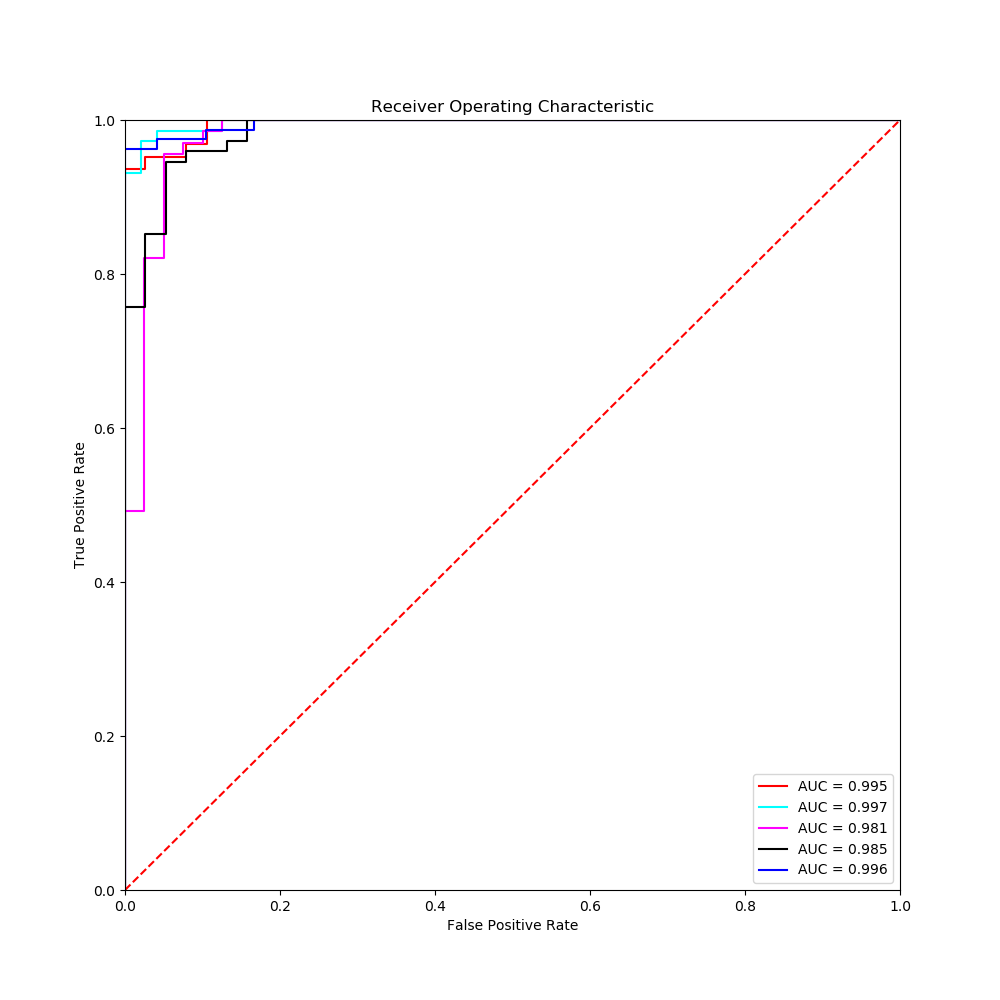 Receiver Operating Characteristic
1.0
0.8
0.6
0.4
0.2
0.0
True Positive Rate
AUC = 0.995
AUC = 0.997
AUC = 0.981
AUC = 0.985
AUC = 0.996
0.0 0.2 0.4 0.6 0.8 1.0
False Positive Rate